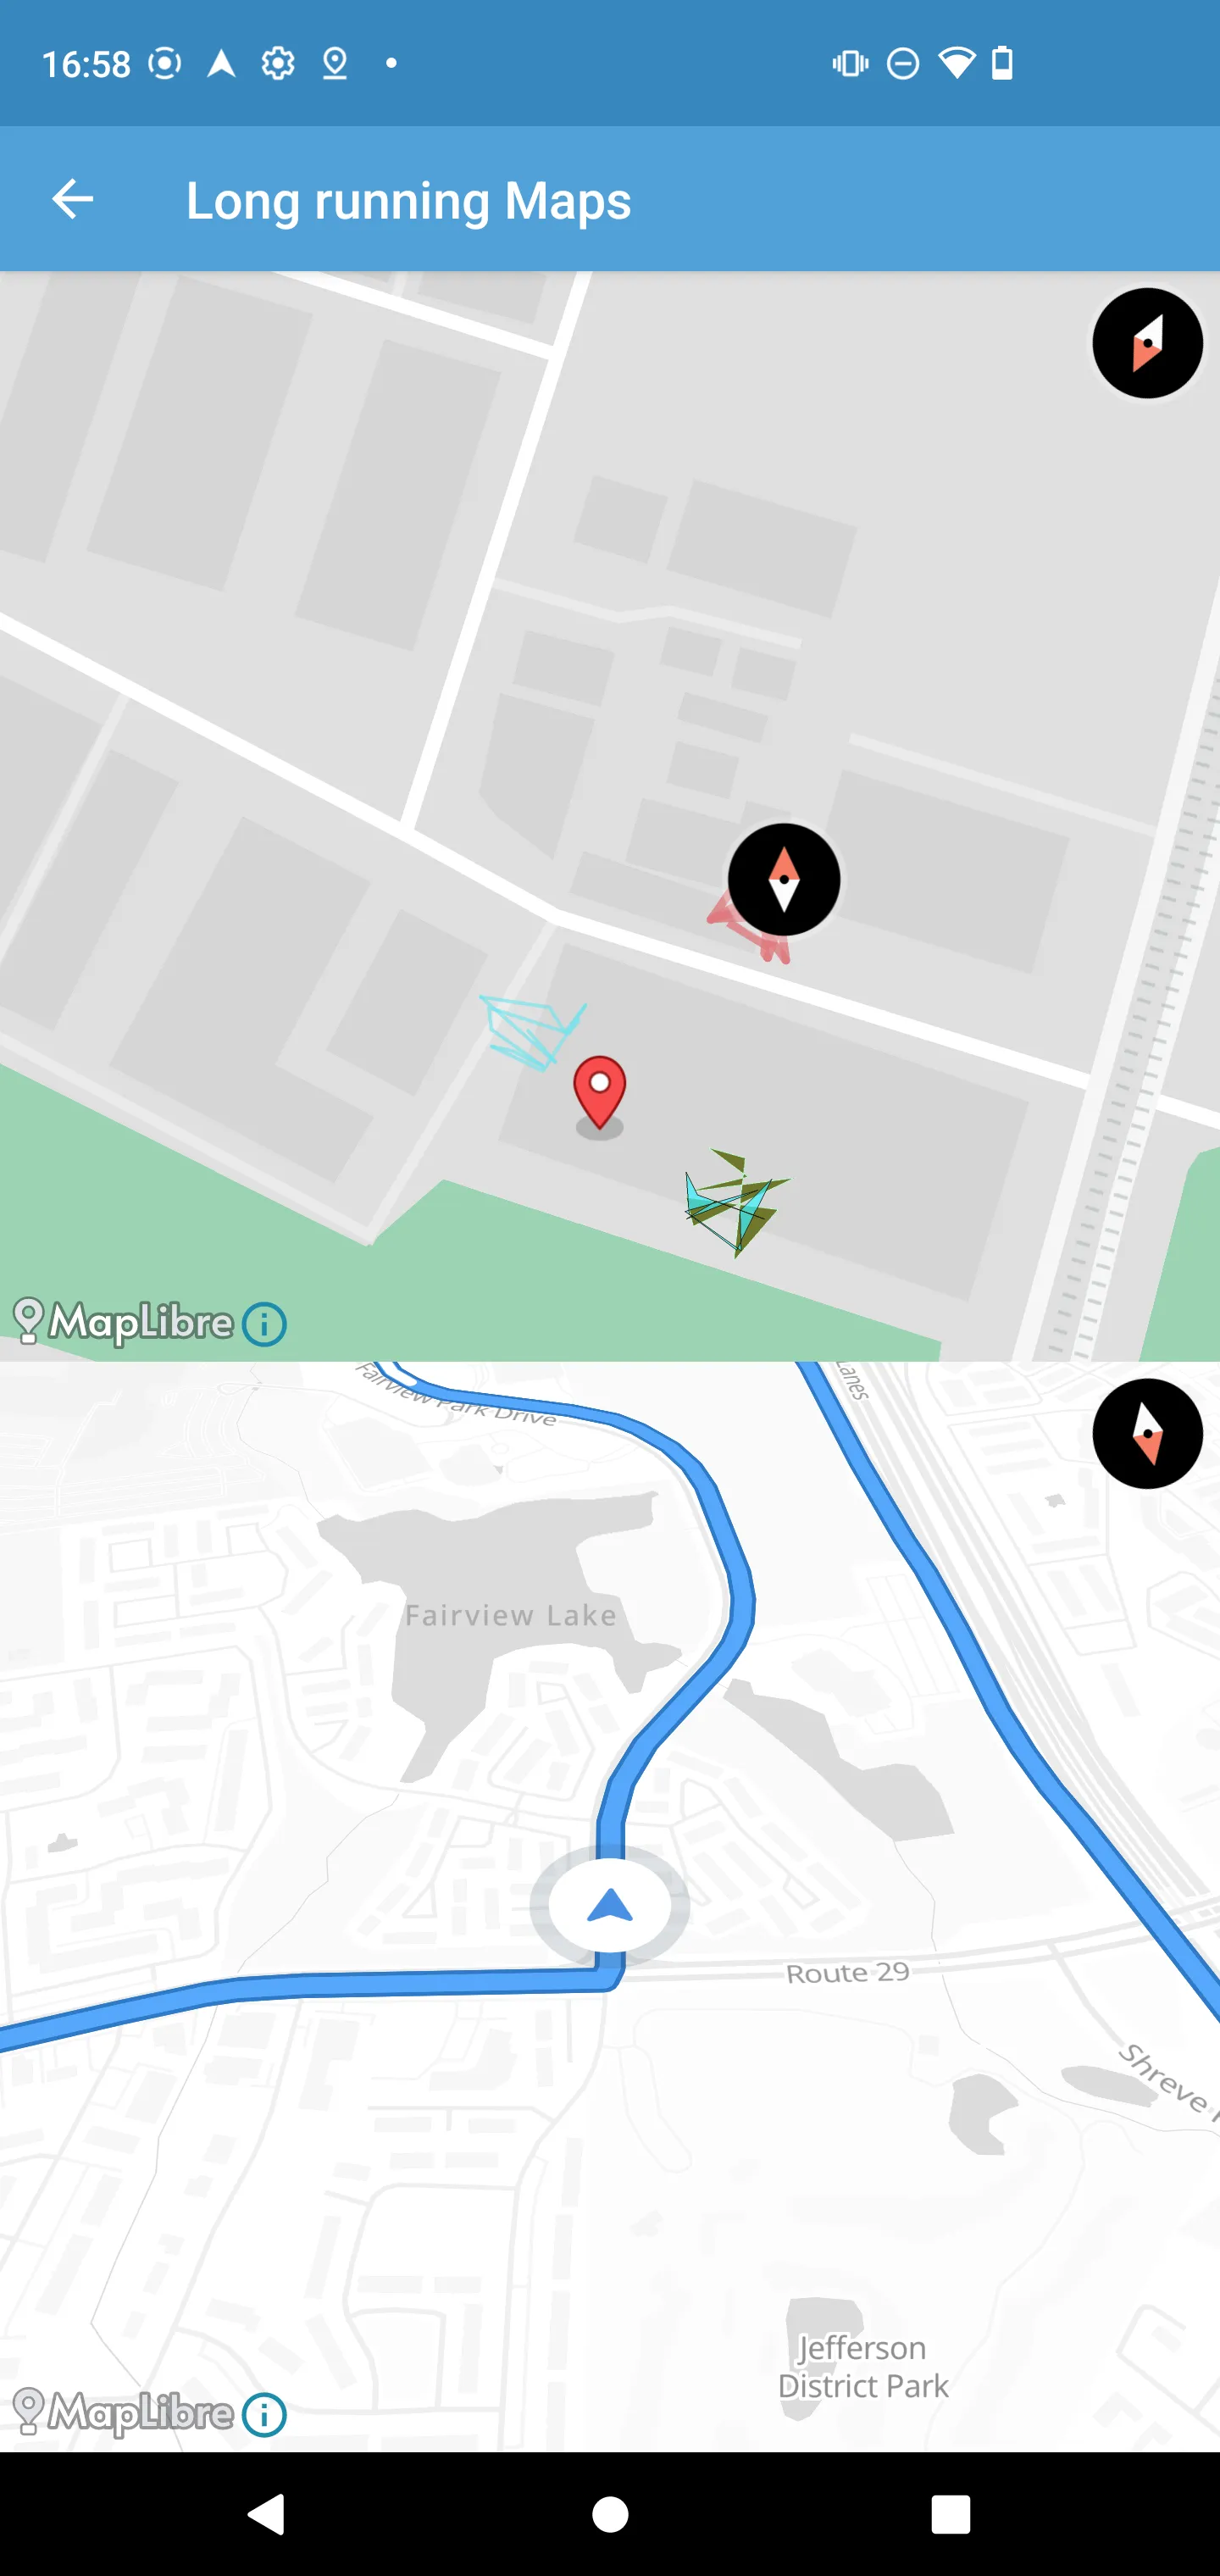 16:58
Long running Maps
MapLibre
Lanes
Fairview Park Drive
Fairview Lake
Route 29
Shreve
Jefferson
District Park
MapLibre